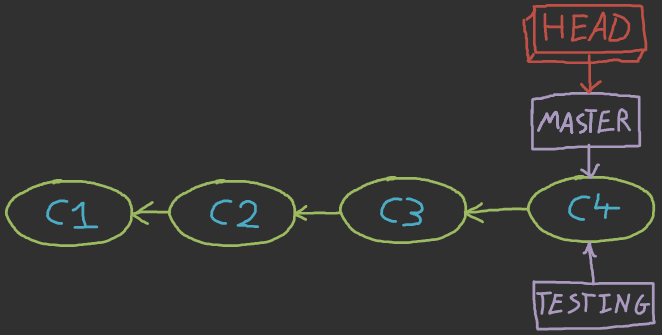 HEAD
MASTER
C1 C2 C3 C4
TESTING